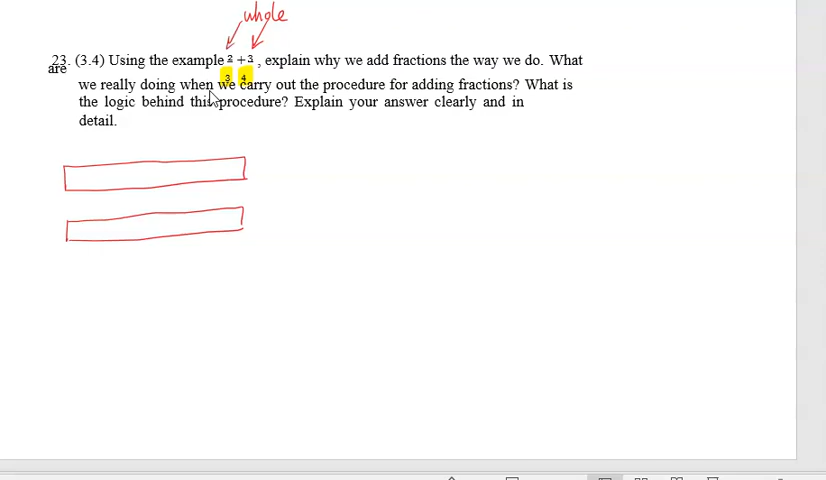 whole
23. (3.4) Using the example 2 + 3 , explain why we add fractions the way we do. What
are
3 4
we really doing when we carry out the procedure for adding fractions? What is
the logic behind this procedure? Explain your answer clearly and in
detail.